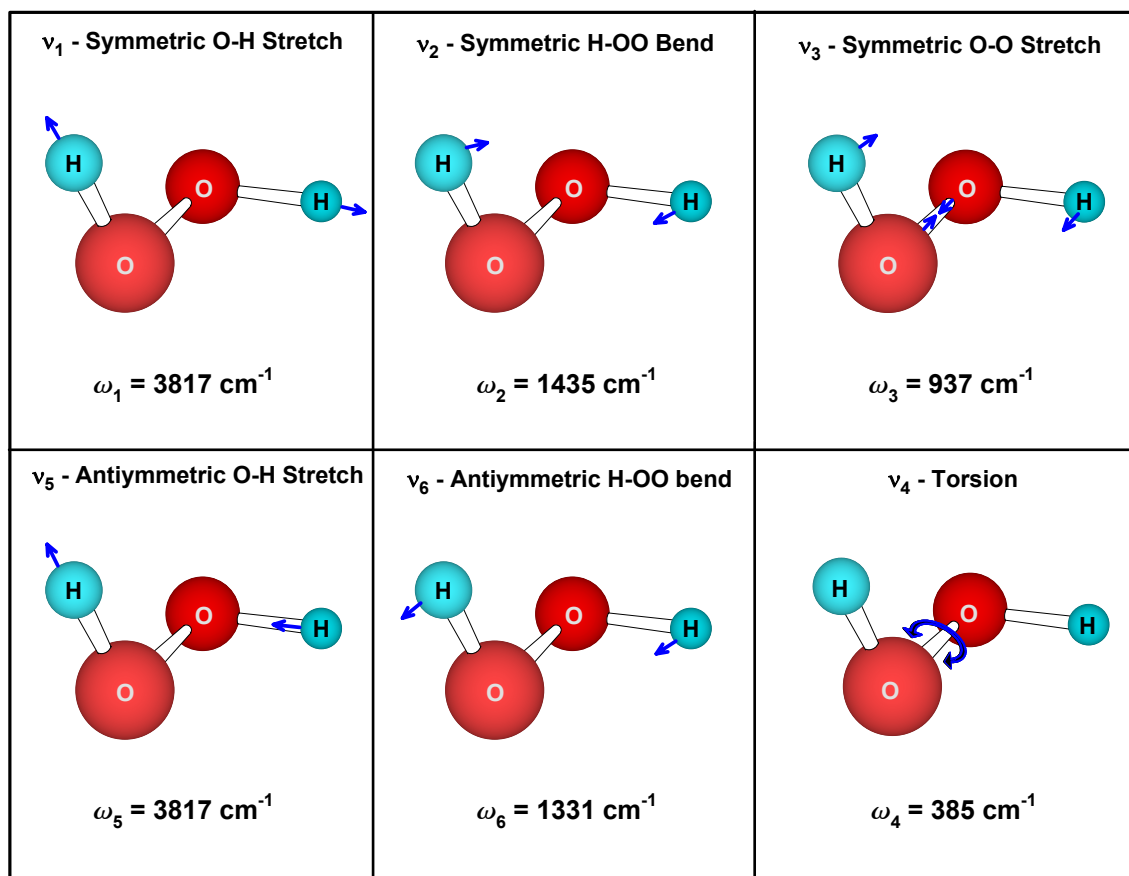 ν1 - Symmetric O-H Stretch
H
O
H
O
ω1 = 3817 cm-1
ν2 - Symmetric H-OO Bend
H
O
H
O
ω2 = 1435 cm-1
ν3 - Symmetric O-O Stretch
H
O
H
O
ω3 = 937 cm-1
ν5 - Antiymmetric O-H Stretch
H
O
H
O
ω5 = 3817 cm-1
ν6 - Antiymmetric H-OO bend
H
O
H
O
ω6 = 1331 cm-1
ν4 - Torsion
H
O
H
O
ω4 = 385 cm-1